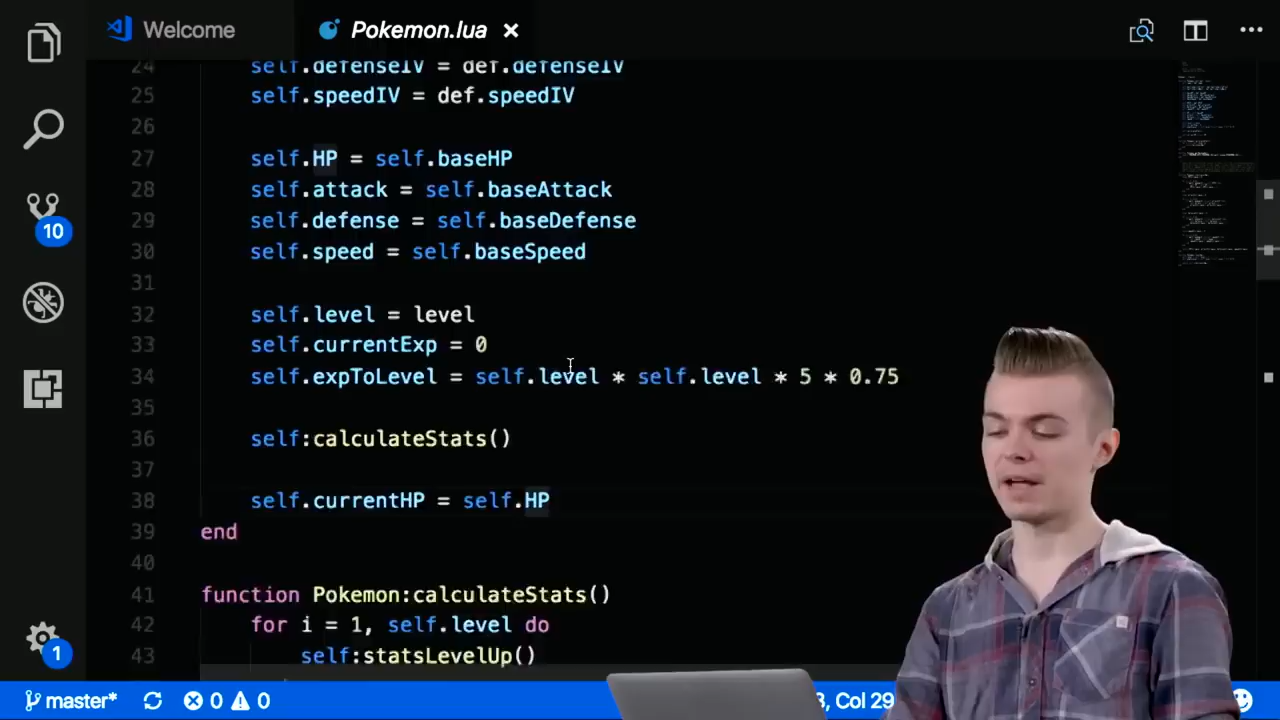 Welcome
Pokemon.lua
24 self.defenseIV = def.defenseIV
25 self.speedIV = def.speedIV
26
27 self.HP = self.baseHP
28 self.attack = self.baseAttack
29 self.defense = self.baseDefense
30 self.speed = self.baseSpeed
31
32 self.level = level
33 self.currentExp = 0
34 self.expToLevel = self.level * self.level * 5 * 0.75
35
36 self:calculateStats()
37
38 self.currentHP = self.HP
39 end
40
41 function Pokemon:calculateStats()
42 for i = 1, self.level do
43 self:statsLevelUp()
10
1
master* 0 0 Col 29